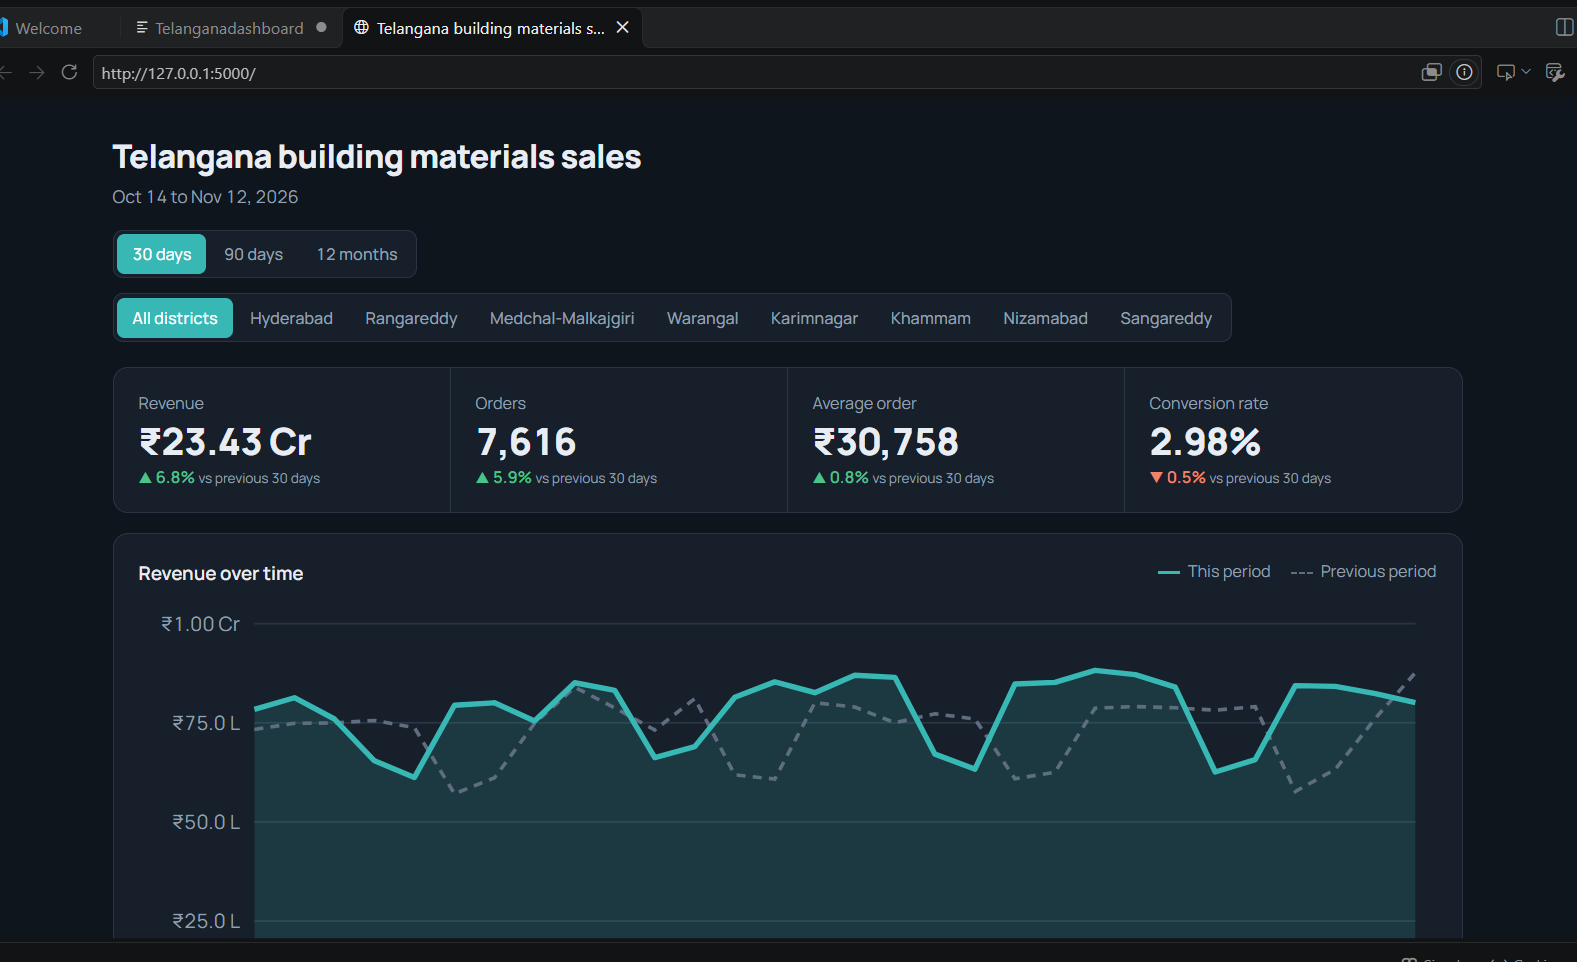 Welcome
Telanganadashboard
Telangana building materials s...
http://127.0.0.1:5000/
Telangana building materials sales
Oct 14 to Nov 12, 2026
30 days 90 days 12 months
All districts Hyderabad Rangareddy Medchal-Malkajgiri Warangal Karimnagar Khammam Nizamabad Sangareddy
Revenue
₹23.43 Cr
▲ 6.8% vs previous 30 days
Orders
7,616
▲ 5.9% vs previous 30 days
Average order
₹30,758
▲ 0.8% vs previous 30 days
Conversion rate
2.98%
▼ 0.5% vs previous 30 days
Revenue over time
This period
Previous period
₹1.00 Cr
₹75.0 L
₹50.0 L
₹25.0 L